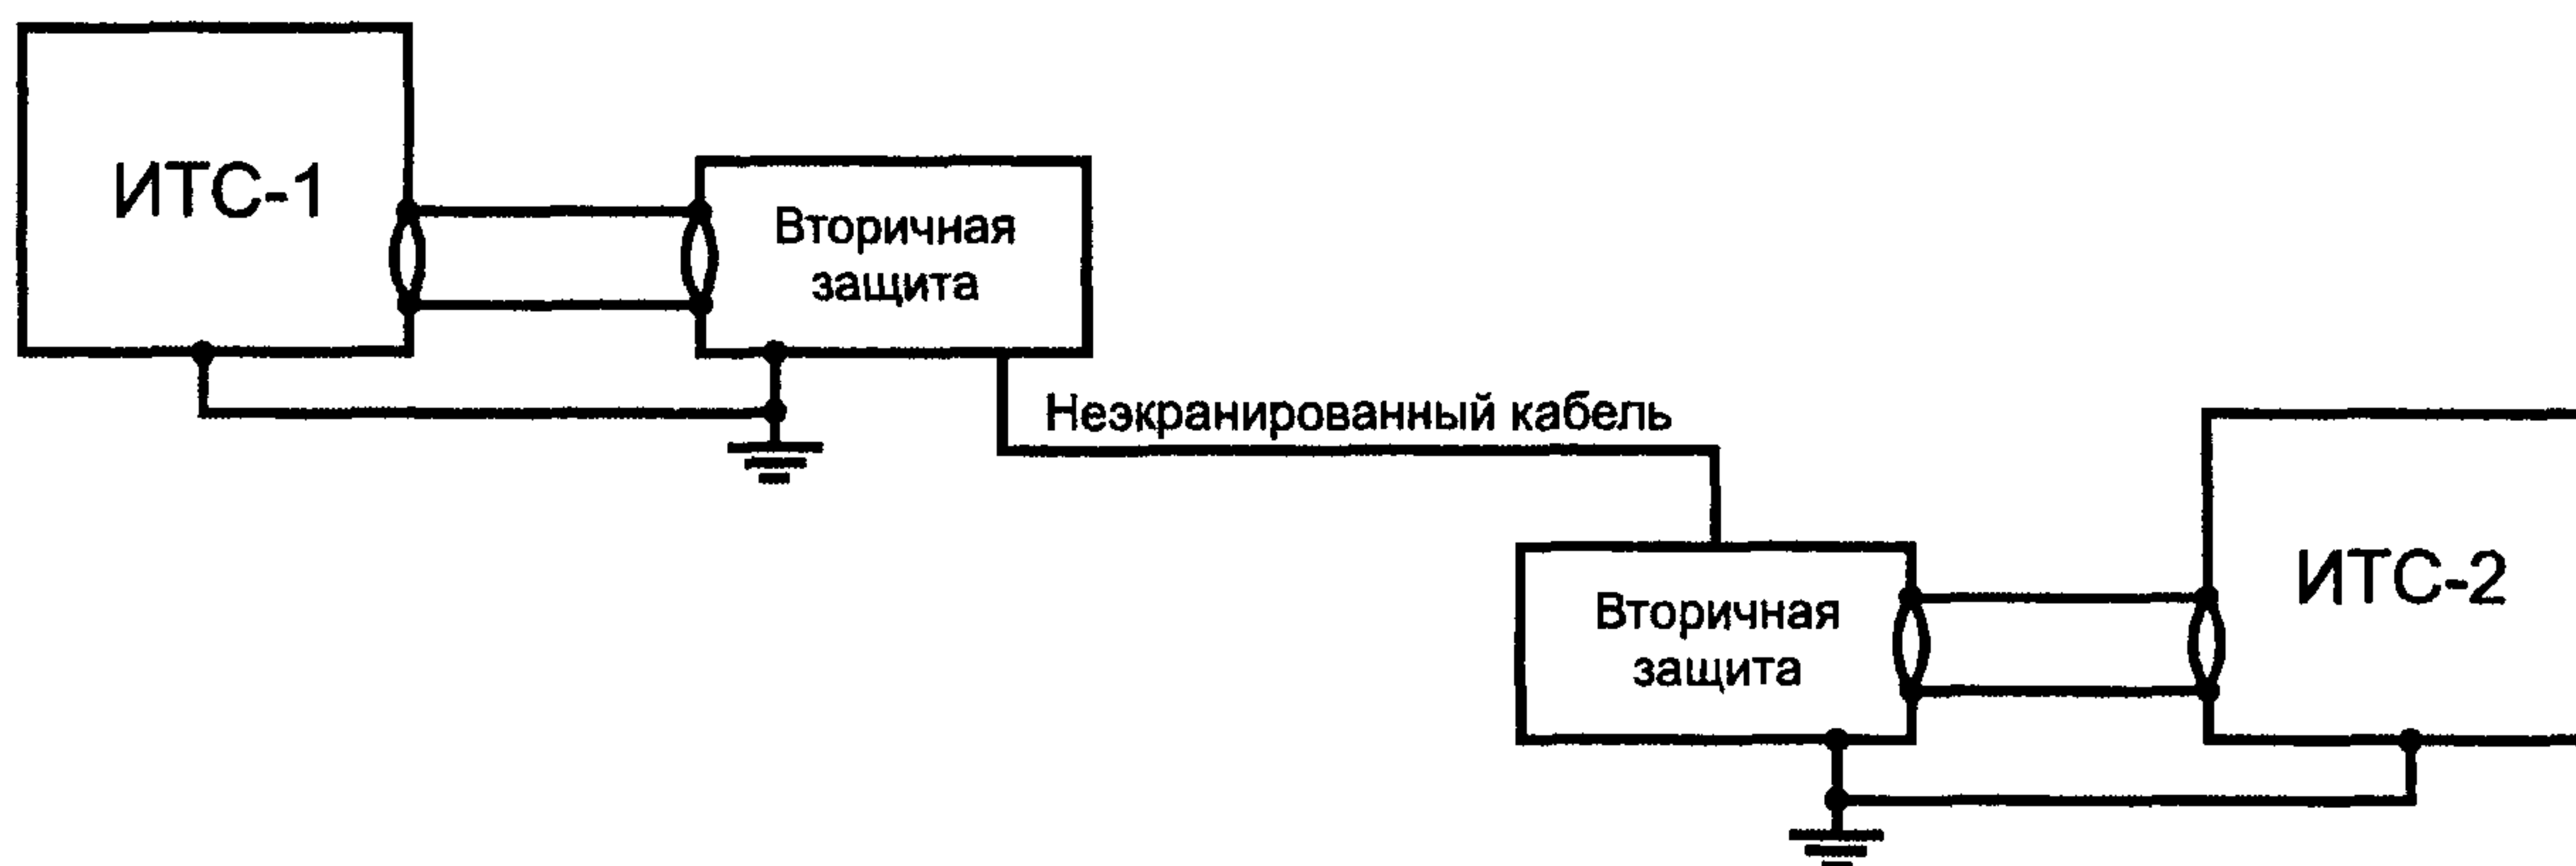 ИТС-1
Вторичная
защита
Неэкранированный кабель
Вторичная
защита
ИТС-2